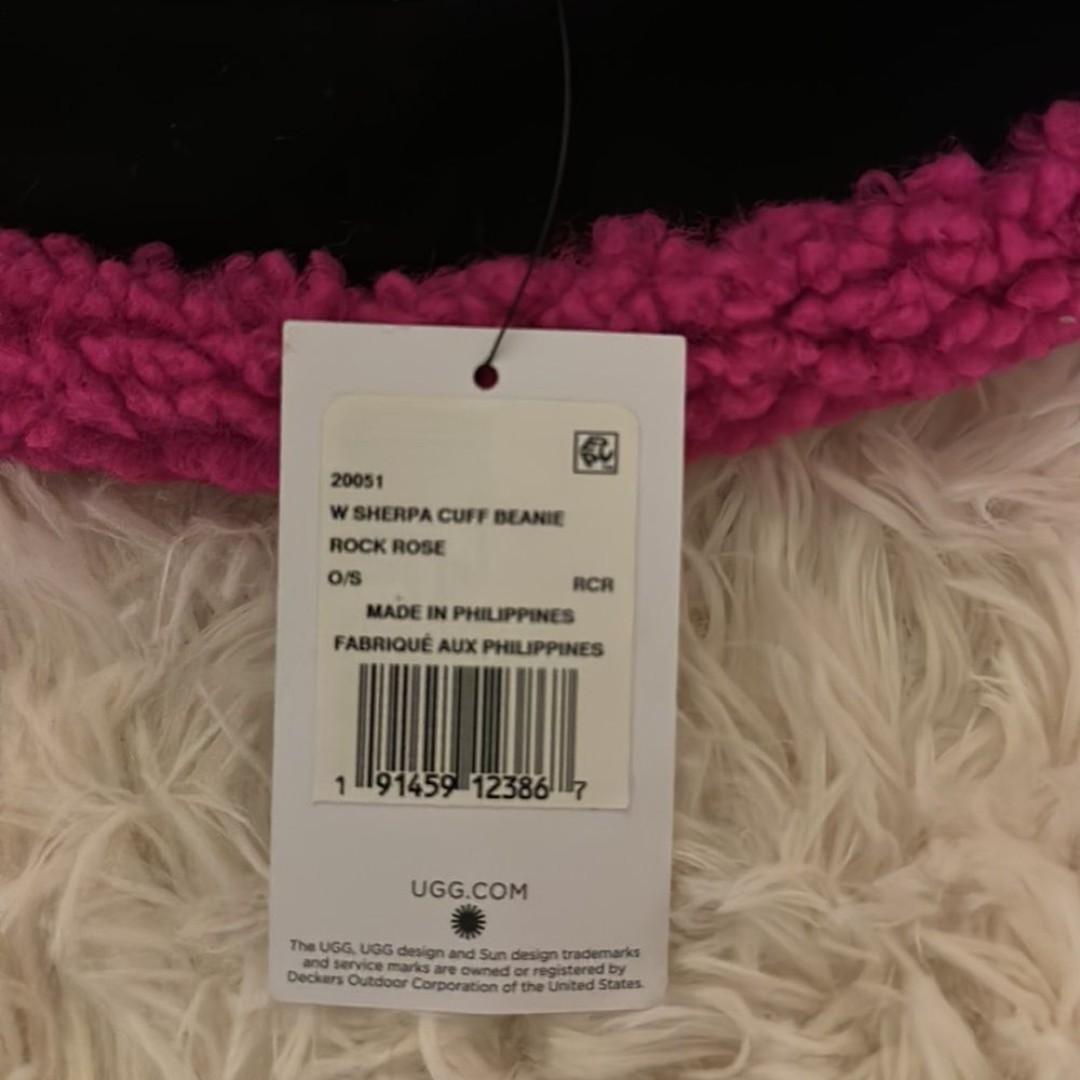 20051
W SHERPA CUFF BEANIE
ROCK ROSE
O/S RCR
MADE IN PHILIPPINES
FABRIQUÉ AUX PHILIPPINES
1 91459 12386 7
UGG.COM
The UGG, UGG design and Sun design trademarks
and service marks are owned or registered by
Deckers Outdoor Corporation of the United States.